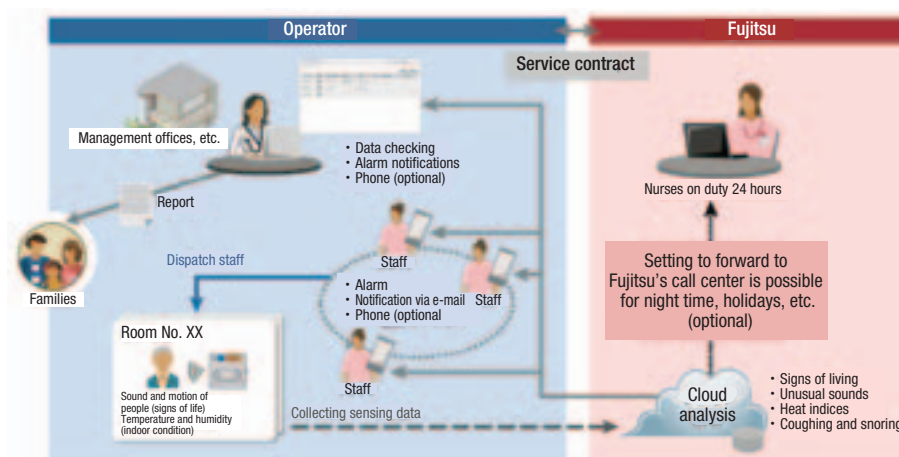 Operator
Fujitsu
Service contract
Management offices, etc.
• Data checking
• Alarm notifications
• Phone (optional)
Nurses on duty 24 hours
Report
Families
Dispatch staff
Staff
Staff
Staff
• Alarm
• Notification via e-mail
• Phone (optional
Setting to forward to
Fujitsu's call center is possible
for night time, holidays, etc.
(optional)
Room No. XX
Sound and motion of
people (signs of life)
Temperature and humidity
(indoor condition)
Collecting sensing data
Cloud
analysis
• Signs of living
• Unusual sounds
• Heat indices
• Coughing and snoring